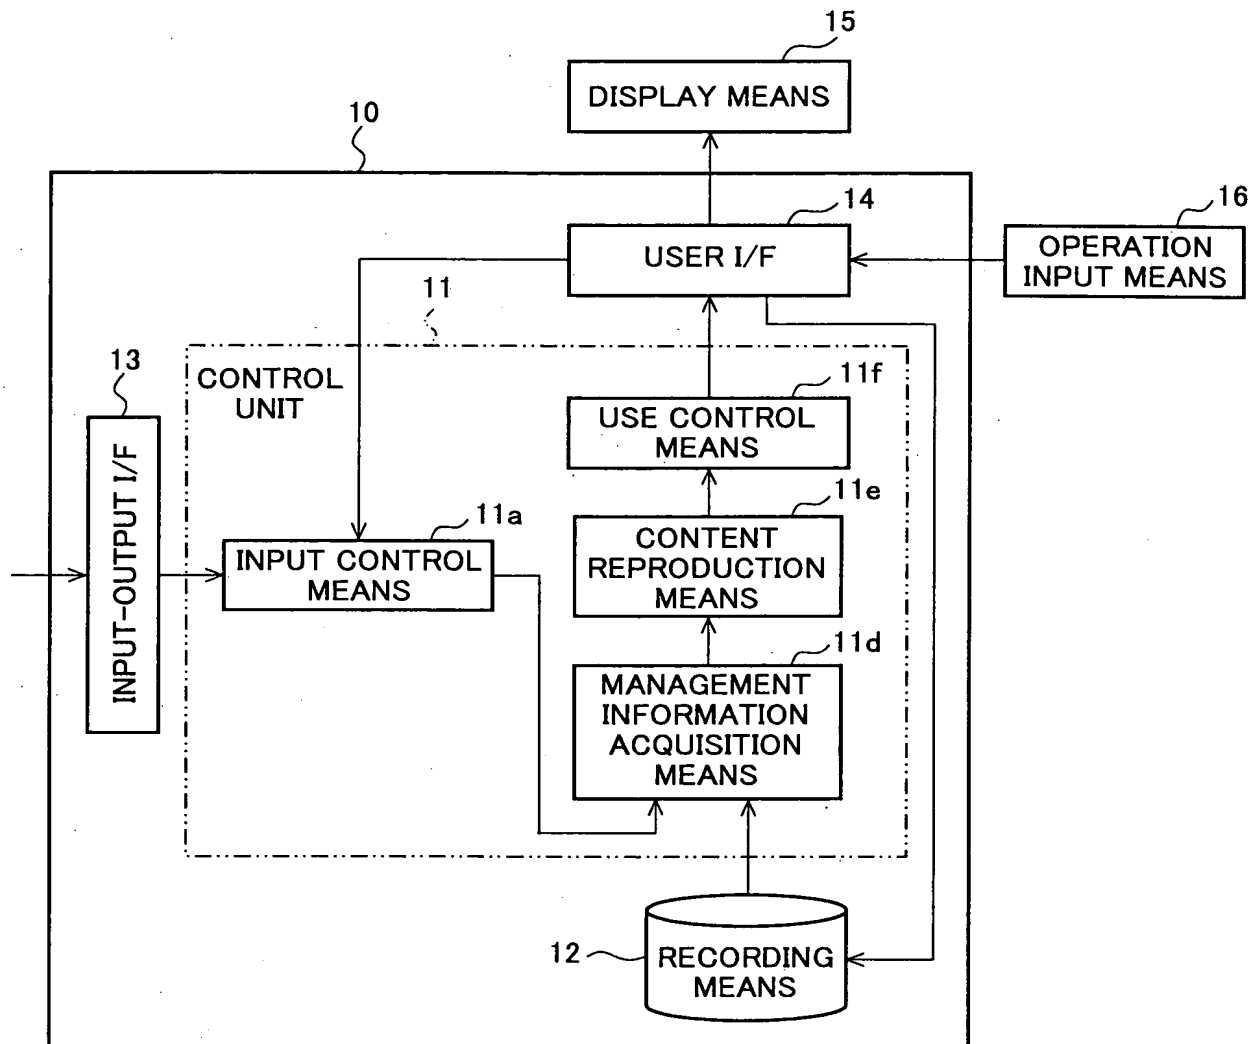 15
DISPLAY MEANS
10
14
USER I/F
16
OPERATION
INPUT MEANS
11
13
INPUT-OUTPUT I/F
CONTROL
UNIT
11f
USE CONTROL
MEANS
11e
CONTENT
REPRODUCTION
MEANS
11a
INPUT CONTROL
MEANS
11d
MANAGEMENT
INFORMATION
ACQUISITION
MEANS
12
RECORDING
MEANS